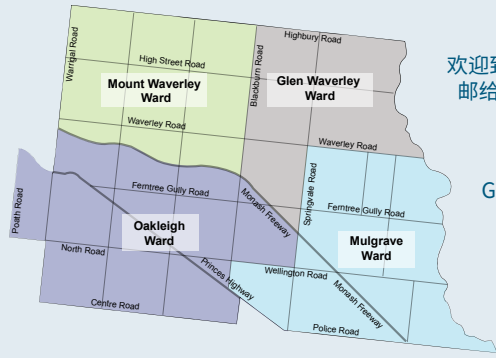 Highbury Road
Warrigal Road
High Street Road
Blackburn Road
Mount Waverley
Ward
Glen Waverley
Ward
欢迎
邮给
Waverley Road
Waverley Road
Springvale Road
G
Poath Road
Ferntree Gully Road
Monash Freeway
Ferntree Gully Road
Oakleigh
Ward
Mulgrave
Ward
North Road
Princes Highway
Wellington Road
Monash Freeway
Centre Road
Police Road